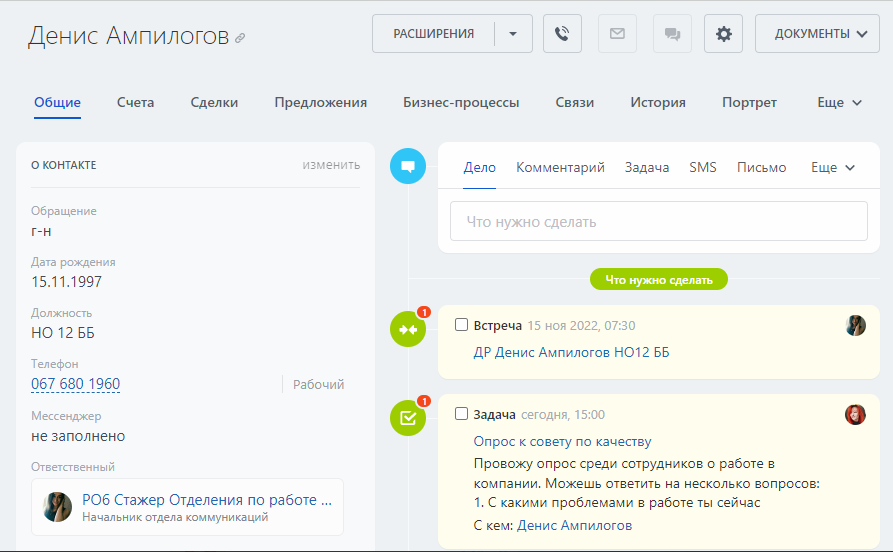 Денис Ампилогов
РАСШИРЕНИЯ
ДОКУМЕНТЫ
Общие
Счета
Сделки
Предложения
Бизнес-процессы
Связи
История
Портрет
Еще
О КОНТАКТЕ
изменить
Обращение
г-н
Дата рождения
15.11.1997
Должность
НО 12 ББ
Телефон
067 680 1960
Рабочий
Мессенджер
не заполнено
Ответственный
РО6 Стажер Отделения по работе ...
Начальник отдела коммуникаций
Дело
Комментарий
Задача
SMS
Письмо
Еще
Что нужно сделать
Что нужно сделать
1
Встреча 15 ноя 2022, 07:30
ДР Денис Ампилогов НО12 ББ
1
Задача сегодня, 15:00
Опрос к совету по качеству
Провожу опрос среди сотрудников о работе в
компании. Можешь ответить на несколько вопросов:
1. С какими проблемами в работе ты сейчас
С кем: Денис Ампилогов